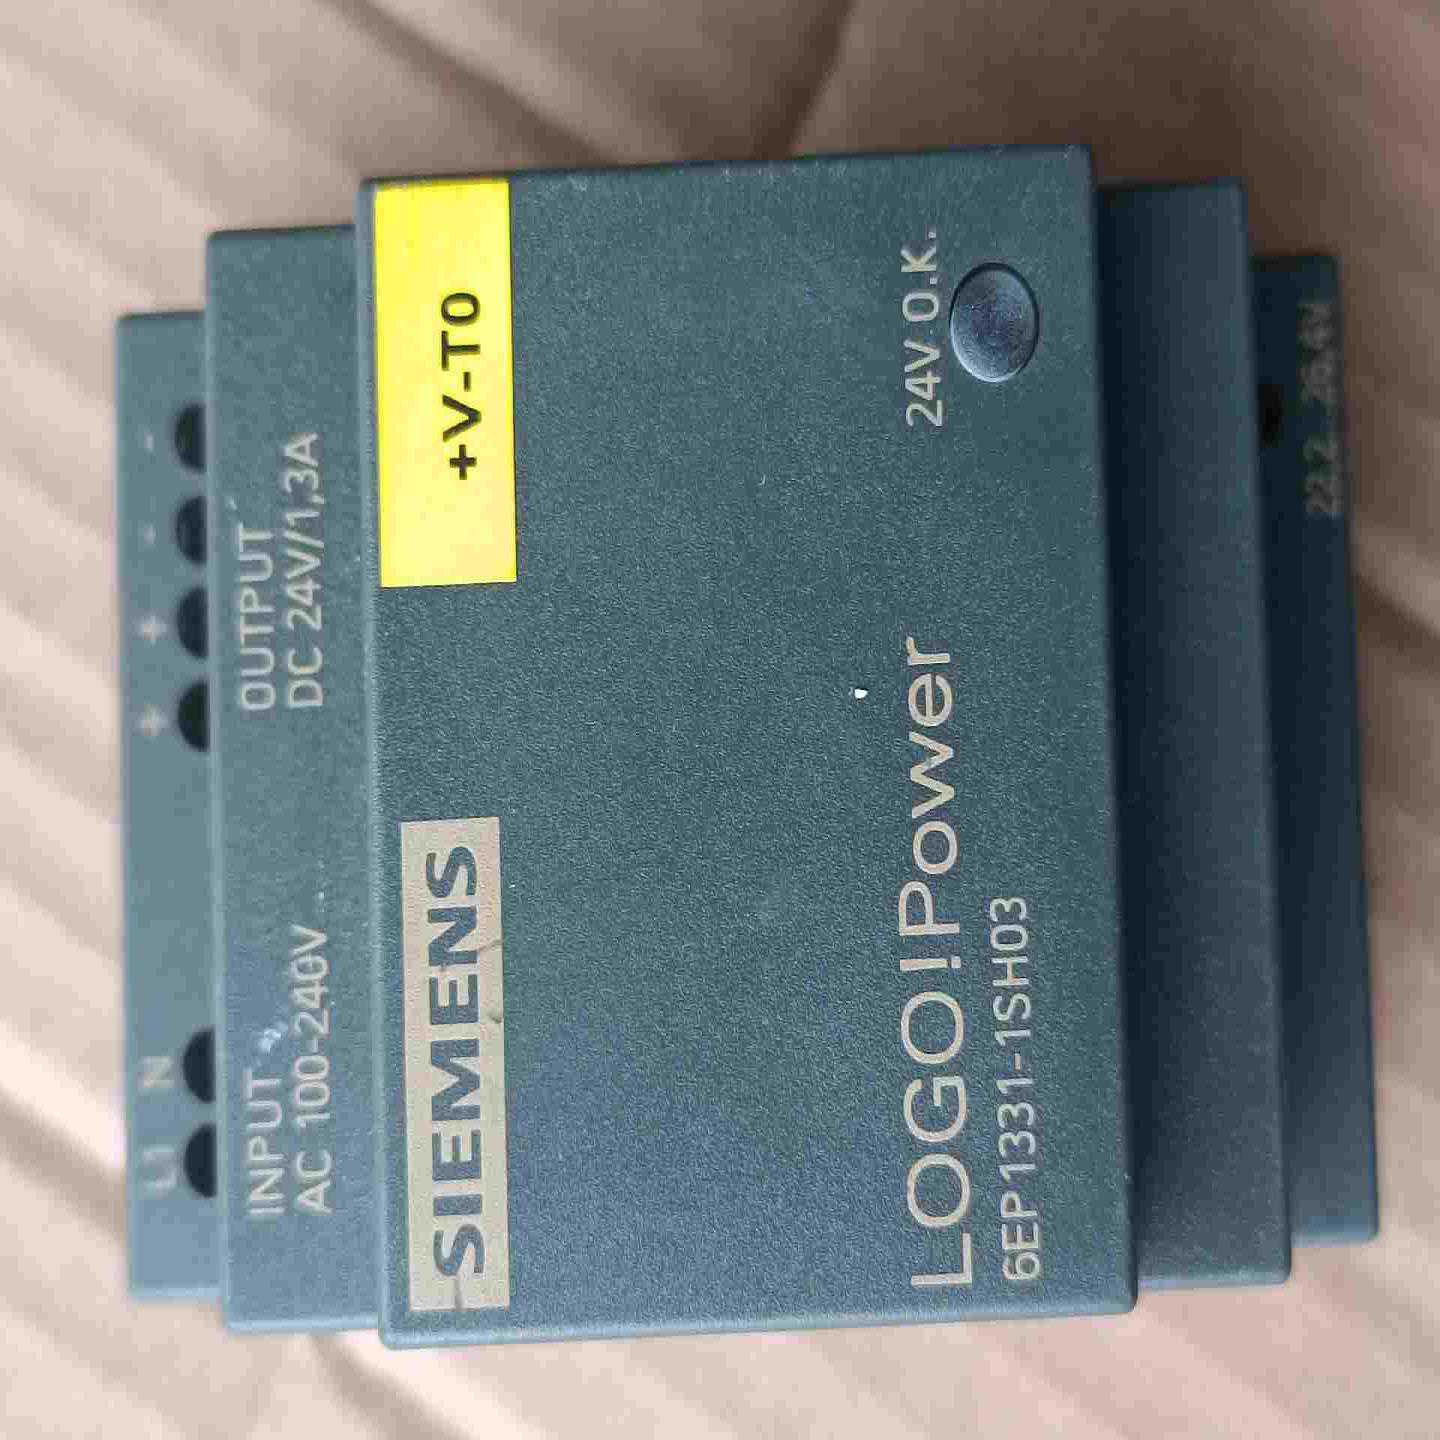 L1 N + + - -
INPUT
AC 100-240V
OUTPUT
DC 24V/1,3A
SIEMENS
+V-T0
LOGO!Power
6EP1331-1SH03
24V O.K.
22.2...26.4V